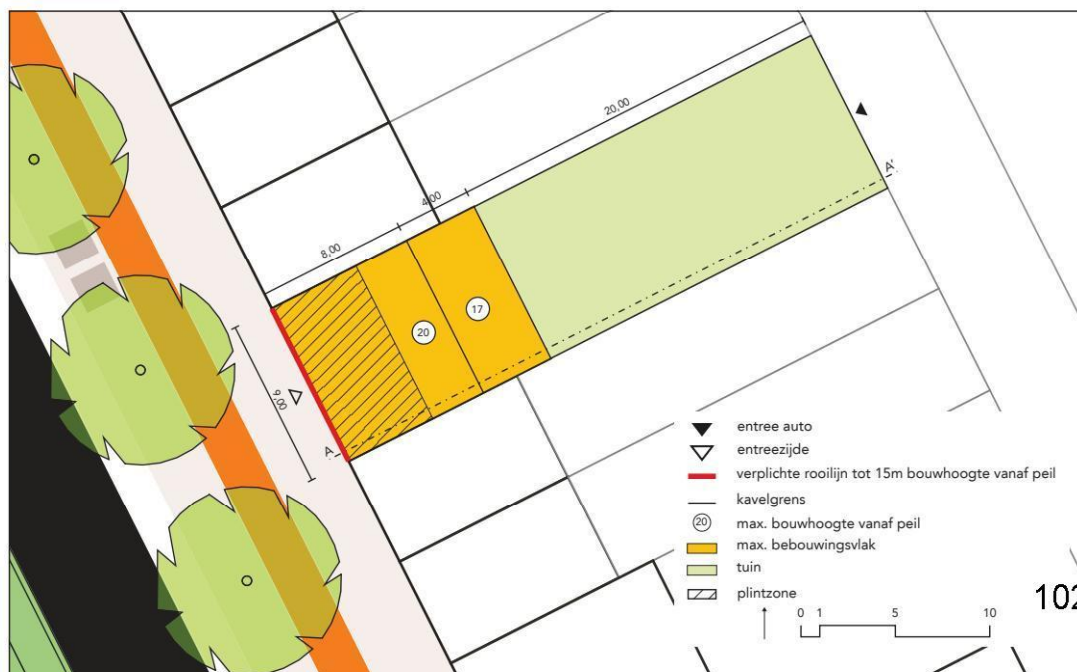 20,00
4,00
8,00
A'
17
20
9,00
A
entree auto
entreezijde
verplichte rooilijn tot 15m bouwhoogte vanaf peil
kavelgrens
20 max. bouwhoogte vanaf peil
max. bebouwingsvlak
tuin
plintzone
0 1 5 10
102